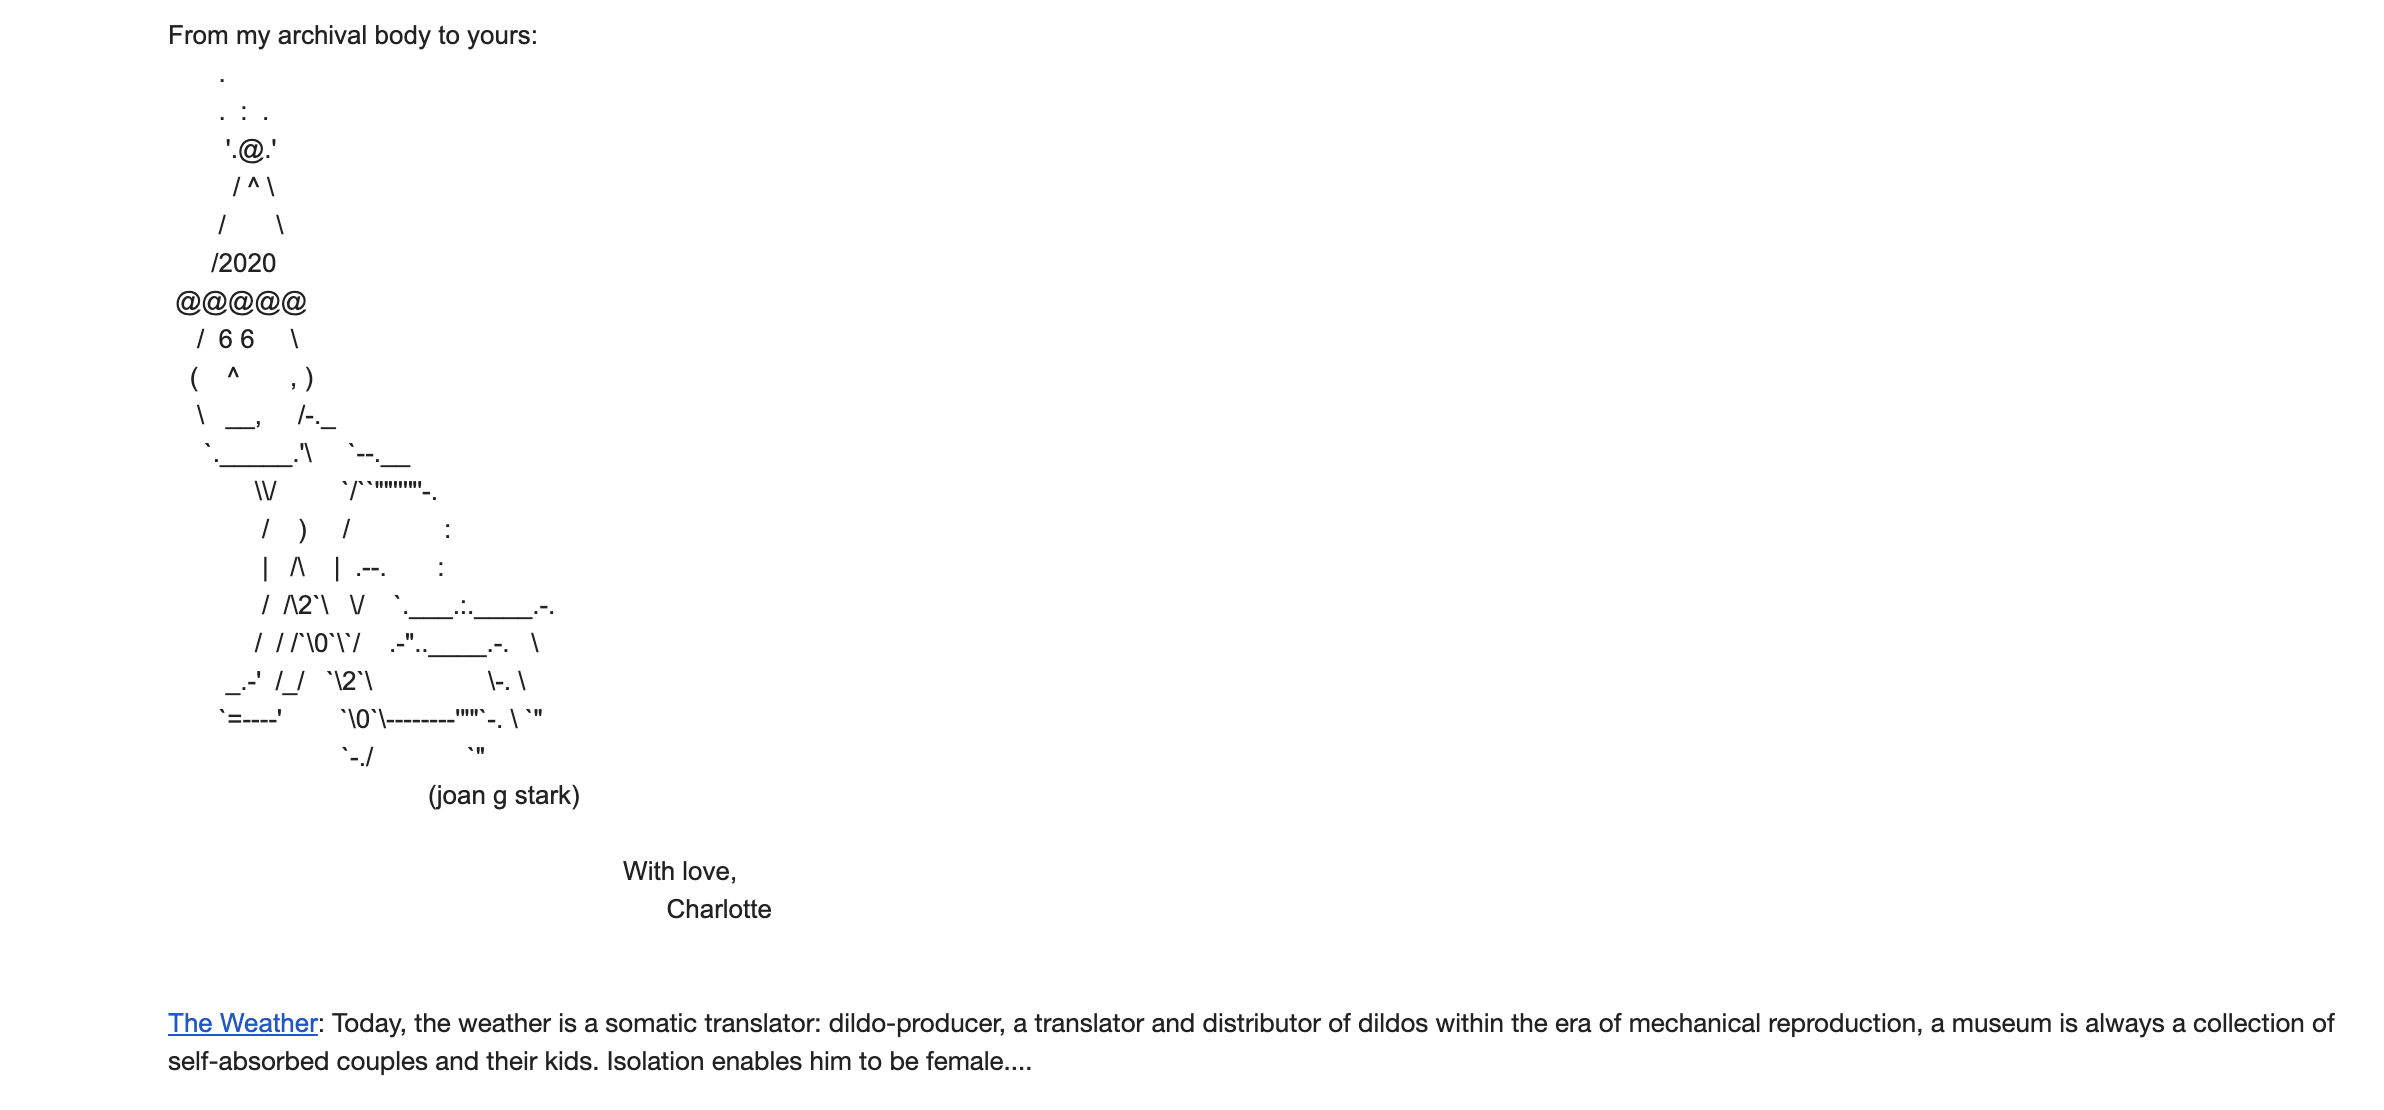 From my archival body to yours:
.
. : .
'.@.'
/ ^ \
/ \
/2020
@@@@@
/ 6 6 \
( ^ , )
\ __, /-._
`._____.'\ `--.__
\\/ `/``"""""-.
/ ) / :
| /\ | .--. :
/ /\2`\ \/ `.___.:.____.-.
/ / /`\0`\`/ .-"..____.-. \
_.-' /_/ `\2`\ \-. \
`=----' `\0`\--------'""`-. \ `"
`-./ `"
(joan g stark)
With love,
Charlotte
The Weather: Today, the weather is a somatic translator: dildo-producer, a translator and distributor of dildos within the era of mechanical reproduction, a museum is always a collection of
self-absorbed couples and their kids. Isolation enables him to be female....